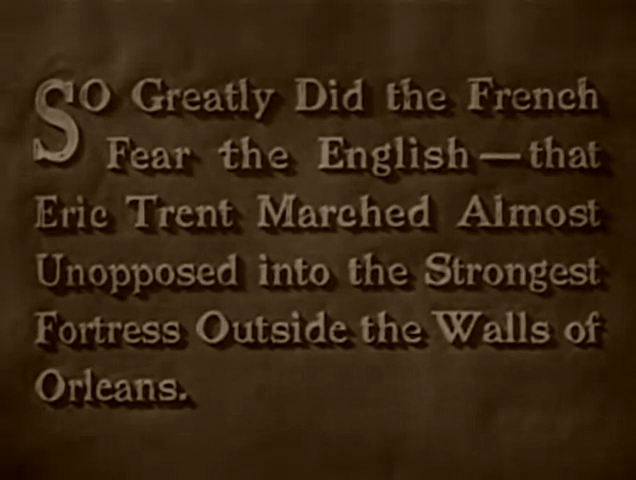 So Greatly Did the French
Fear the English—that
Eric Trent Marched Almost
Unopposed into the Strongest
Fortress Outside the Walls of
Orleans.